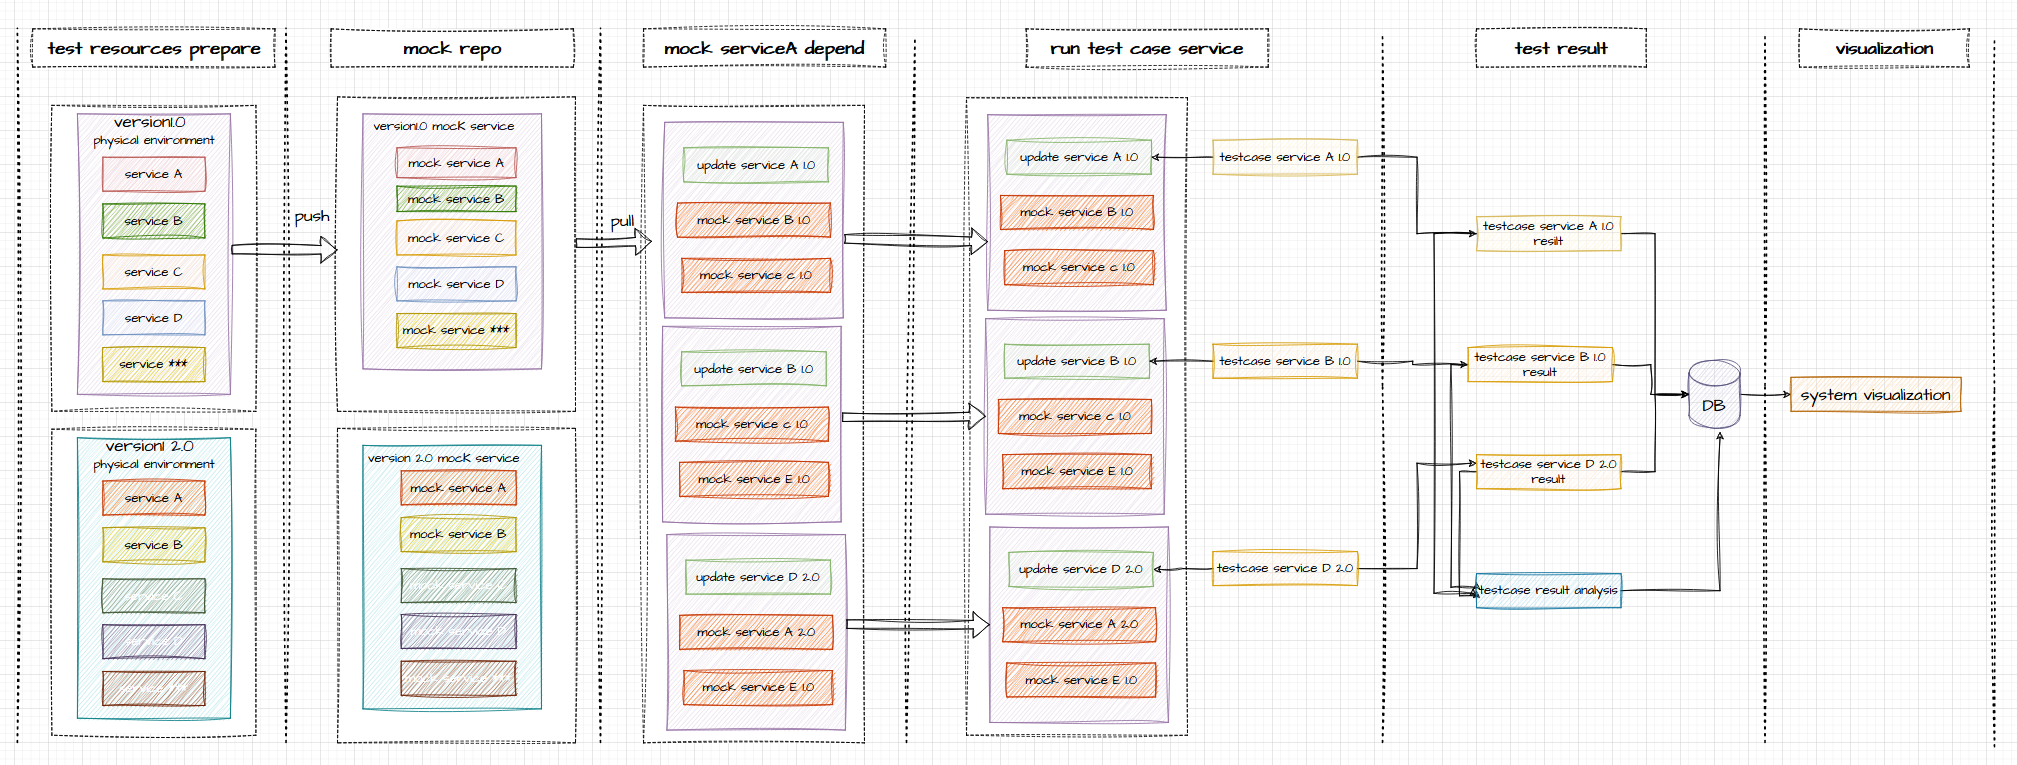 test resources prepare
mock repo
mock serviceA depend
run test case service
test result
visualization
version1.0
physical environment
service A
service B
service C
service D
service ***
version1 2.0
physical environment
service A
service B
push
version1.0 mocK service
mock service A
mock service B
mock service C
mock service D
mock service ***
version 2.0 mocK service
mock service A
mock service B
pull
update service A 1.0
mock service B 1.0
mock service c 1.0
update service B 1.0
mock service c 1.0
mock service E 1.0
update service D 2.0
mock service A 2.0
mock service E 1.0
update service A 1.0
mock service B 1.0
mock service c 1.0
update service B 1.0
mock service c 1.0
mock service E 1.0
update service D 2.0
mock service A 2.0
mock service E 1.0
testcase service A 1.0
testcase service B 1.0
testcase service D 2.0
testcase service A 1.0
resilt
testcase service B 1.0
result
testcase service D 2.0
result
testcase result analysis
DB
system visualization